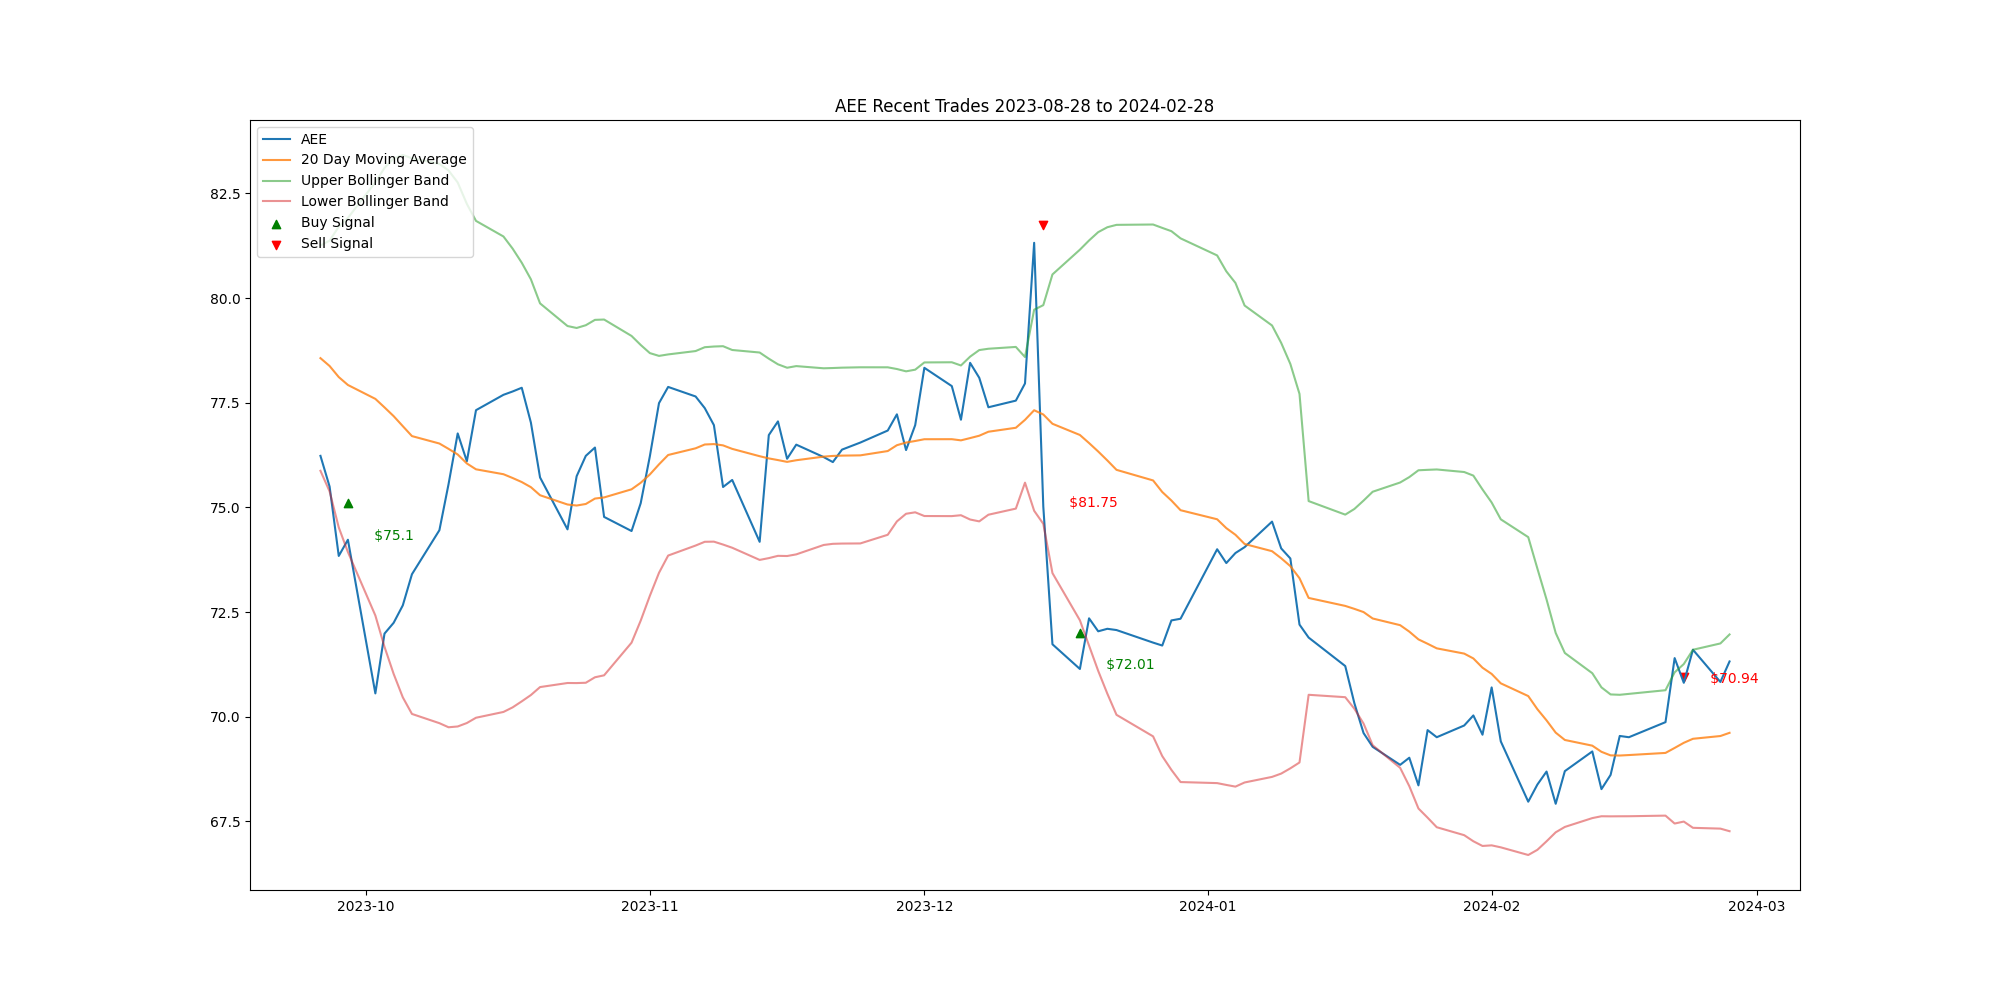 AEE Recent Trades 2023-08-28 to 2024-02-28
AEE
20 Day Moving Average
Upper Bollinger Band
Lower Bollinger Band
Buy Signal
Sell Signal
82.5
80.0
77.5
75.0
72.5
70.0
67.5
$75.1
$81.75
$72.01
$70.94
2023-10
2023-11
2023-12
2024-01
2024-02
2024-03